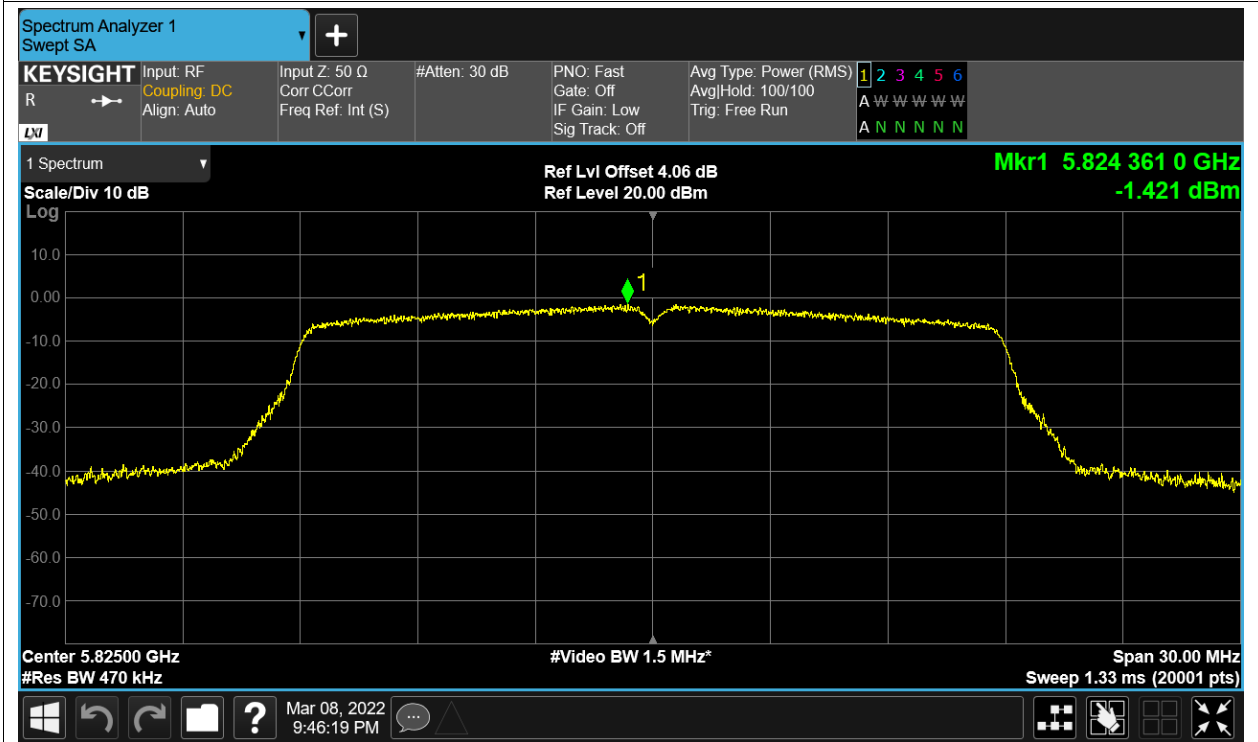 Spectrum Analyzer 1
Swept SA
+
KEYSIGHT
R
LXI
Input: RF
Coupling: DC
Align: Auto
Input Z: 50 Ω
Corr CCorr
Freq Ref: Int (S)
#Atten: 30 dB
PNO: Fast
Gate: Off
IF Gain: Low
Sig Track: Off
Avg Type: Power (RMS)
Avg|Hold: 100/100
Trig: Free Run
1 2 3 4 5 6
A W W W W W
A N N N N N
1 Spectrum
Scale/Div 10 dB
Log
Ref Lvl Offset 4.06 dB
Ref Level 20.00 dBm
Mkr1 5.824 361 0 GHz
-1.421 dBm
10.0
1
0.00
-10.0
-20.0
-30.0
-40.0
-50.0
-60.0
-70.0
Center 5.82500 GHz
#Res BW 470 kHz
#Video BW 1.5 MHz*
Span 30.00 MHz
Sweep 1.33 ms (20001 pts)
?
Mar 08, 2022
9:46:19 PM